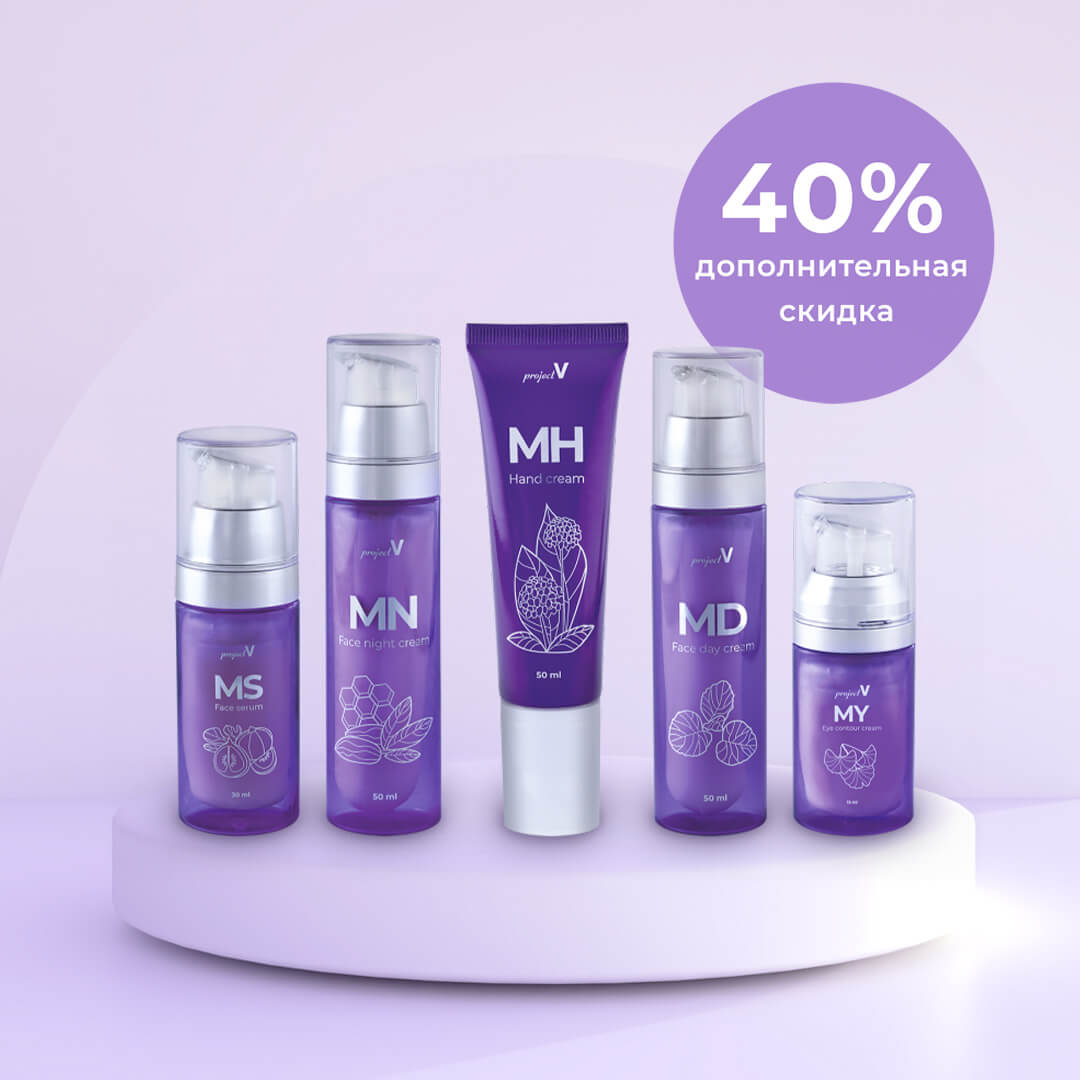 40%
дополнительная
скидка
project V
MS
Face serum
30 ml
project V
MN
Face night cream
50 ml
project V
MH
Hand cream
50 ml
project V
MD
Face day cream
50 ml
project V
MY
Eye contour cream